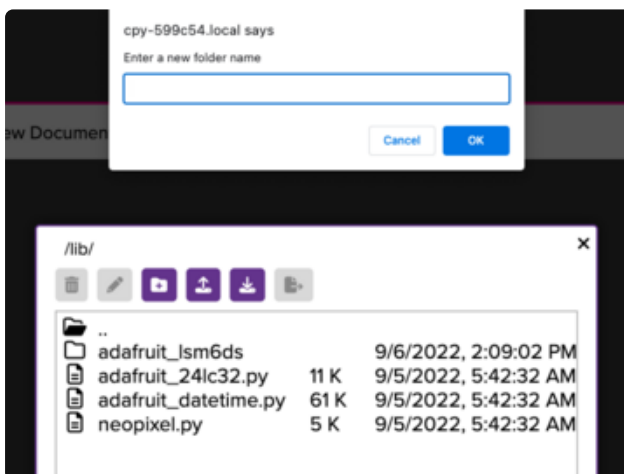 cpy-599c54.local says
Enter a new folder name
Cancel OK
ew Documen
/lib/ ×
..
adafruit_lsm6ds 9/6/2022, 2:09:02 PM
adafruit_24lc32.py 11 K 9/5/2022, 5:42:32 AM
adafruit_datetime.py 61 K 9/5/2022, 5:42:32 AM
neopixel.py 5 K 9/5/2022, 5:42:32 AM